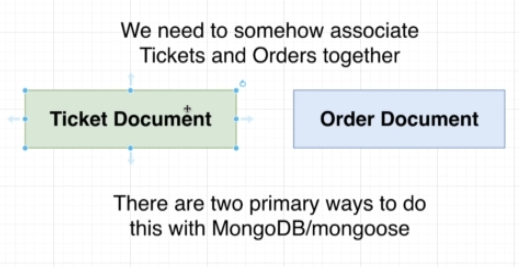 We need to somehow associate
Tickets and Orders together
Ticket Document
Order Document
There are two primary ways to do
this with MongoDB/mongoose